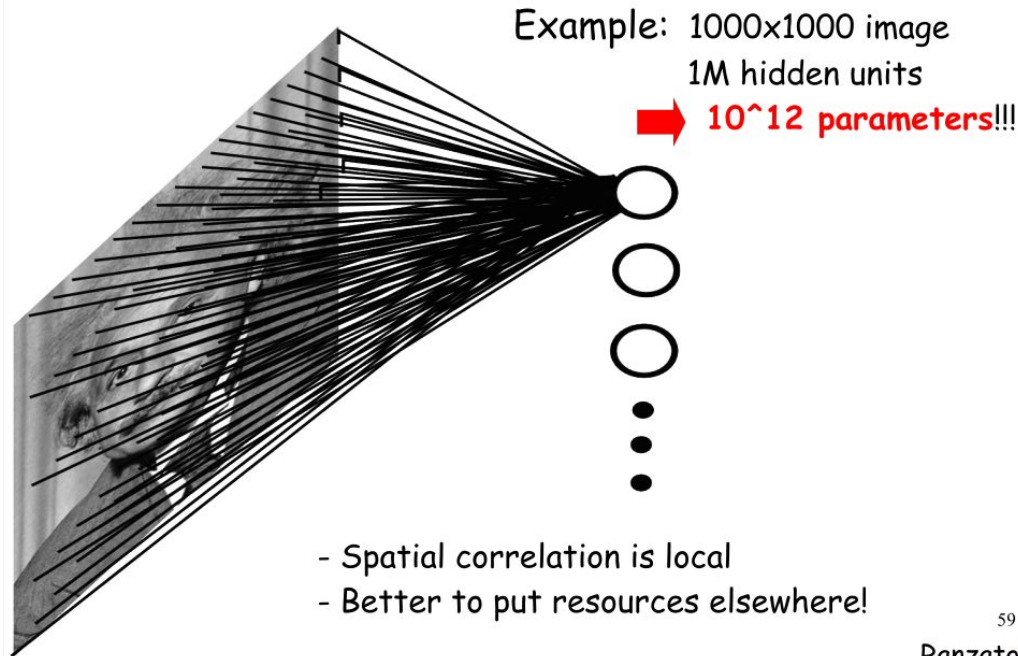 Example: 1000x1000 image
1M hidden units
10^12 parameters!!!
- Spatial correlation is local
- Better to put resources elsewhere!
59
Ranzato